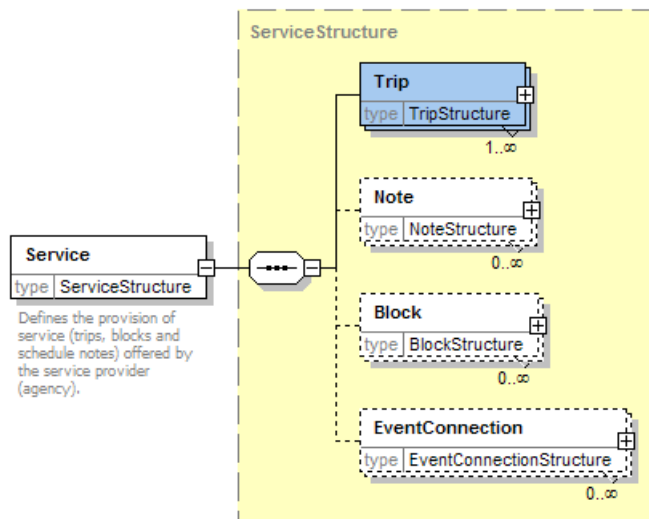 ServiceStructure
Trip
type TripStructure
1..∞
Note
type NoteStructure
0..∞
Service
type ServiceStructure
Defines the provision of
service (trips, blocks and
schedule notes) offered by
the service provider
(agency).
Block
type BlockStructure
0..∞
EventConnection
type EventConnectionStructure
0..∞